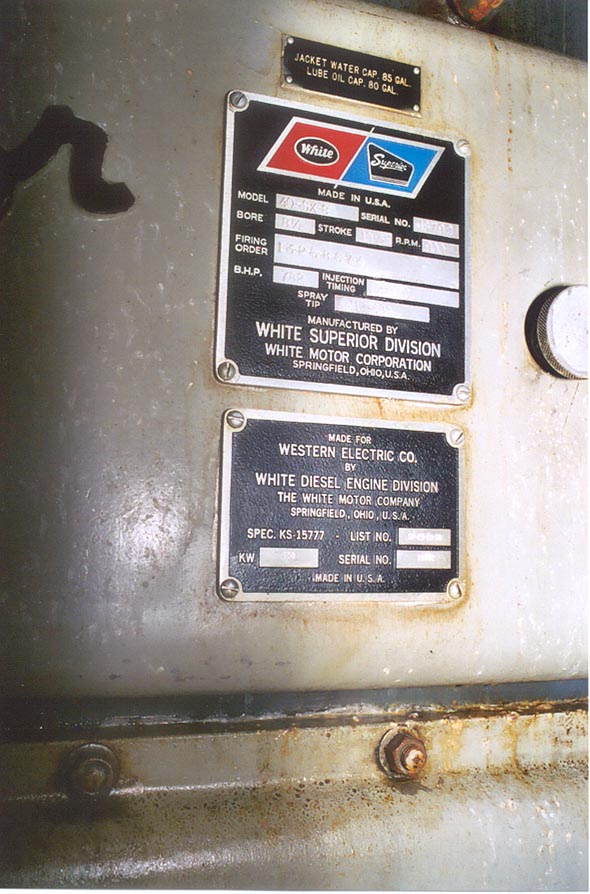 JACKET WATER CAP. 85 GAL.
LUBE OIL CAP. 80 GAL.
White Superior
MADE IN U.S.A.
MODEL 40-SX-8 SERIAL NO.
BORE STROKE R.P.M.
FIRING ORDER
B.H.P. INJECTION TIMING
SPRAY TIP
MANUFACTURED BY
WHITE SUPERIOR DIVISION
WHITE MOTOR CORPORATION
SPRINGFIELD, OHIO, U.S.A.
MADE FOR
WESTERN ELECTRIC CO.
BY
WHITE DIESEL ENGINE DIVISION
THE WHITE MOTOR COMPANY
SPRINGFIELD, OHIO, U.S.A.
SPEC. KS-15777 - LIST NO.
KW SERIAL NO.
MADE IN U.S.A.